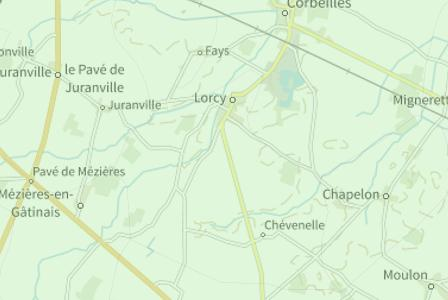 Corbeilles
Fays
onville
Juranville
le Pavé de
Juranville
Juranville
Lorcy
Mignerett
Pavé de Mézières
Mézières-en-
Gâtinais
Chapelon
Chévenelle
Moulon